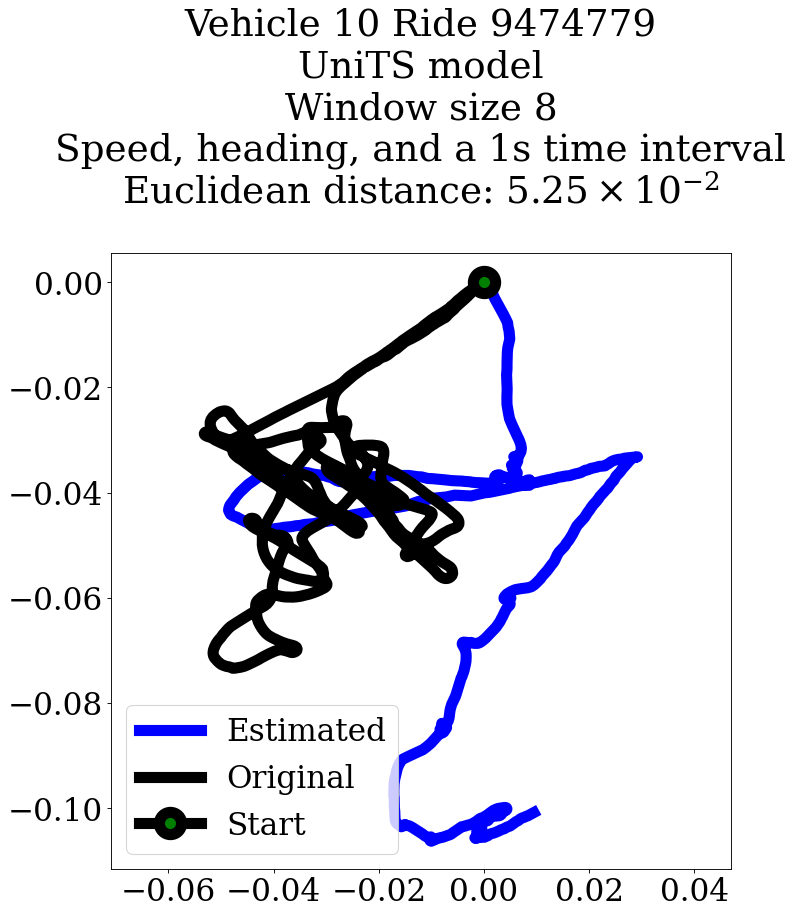 Vehicle 10 Ride 9474779
UniTS model
Window size 8
Speed, heading, and a 1s time interval
Euclidean distance: 5.25 × 10⁻²
0.00
−0.02
−0.04
−0.06
−0.08
−0.10
Estimated
Original
Start
−0.06 −0.04 −0.02 0.00 0.02 0.04